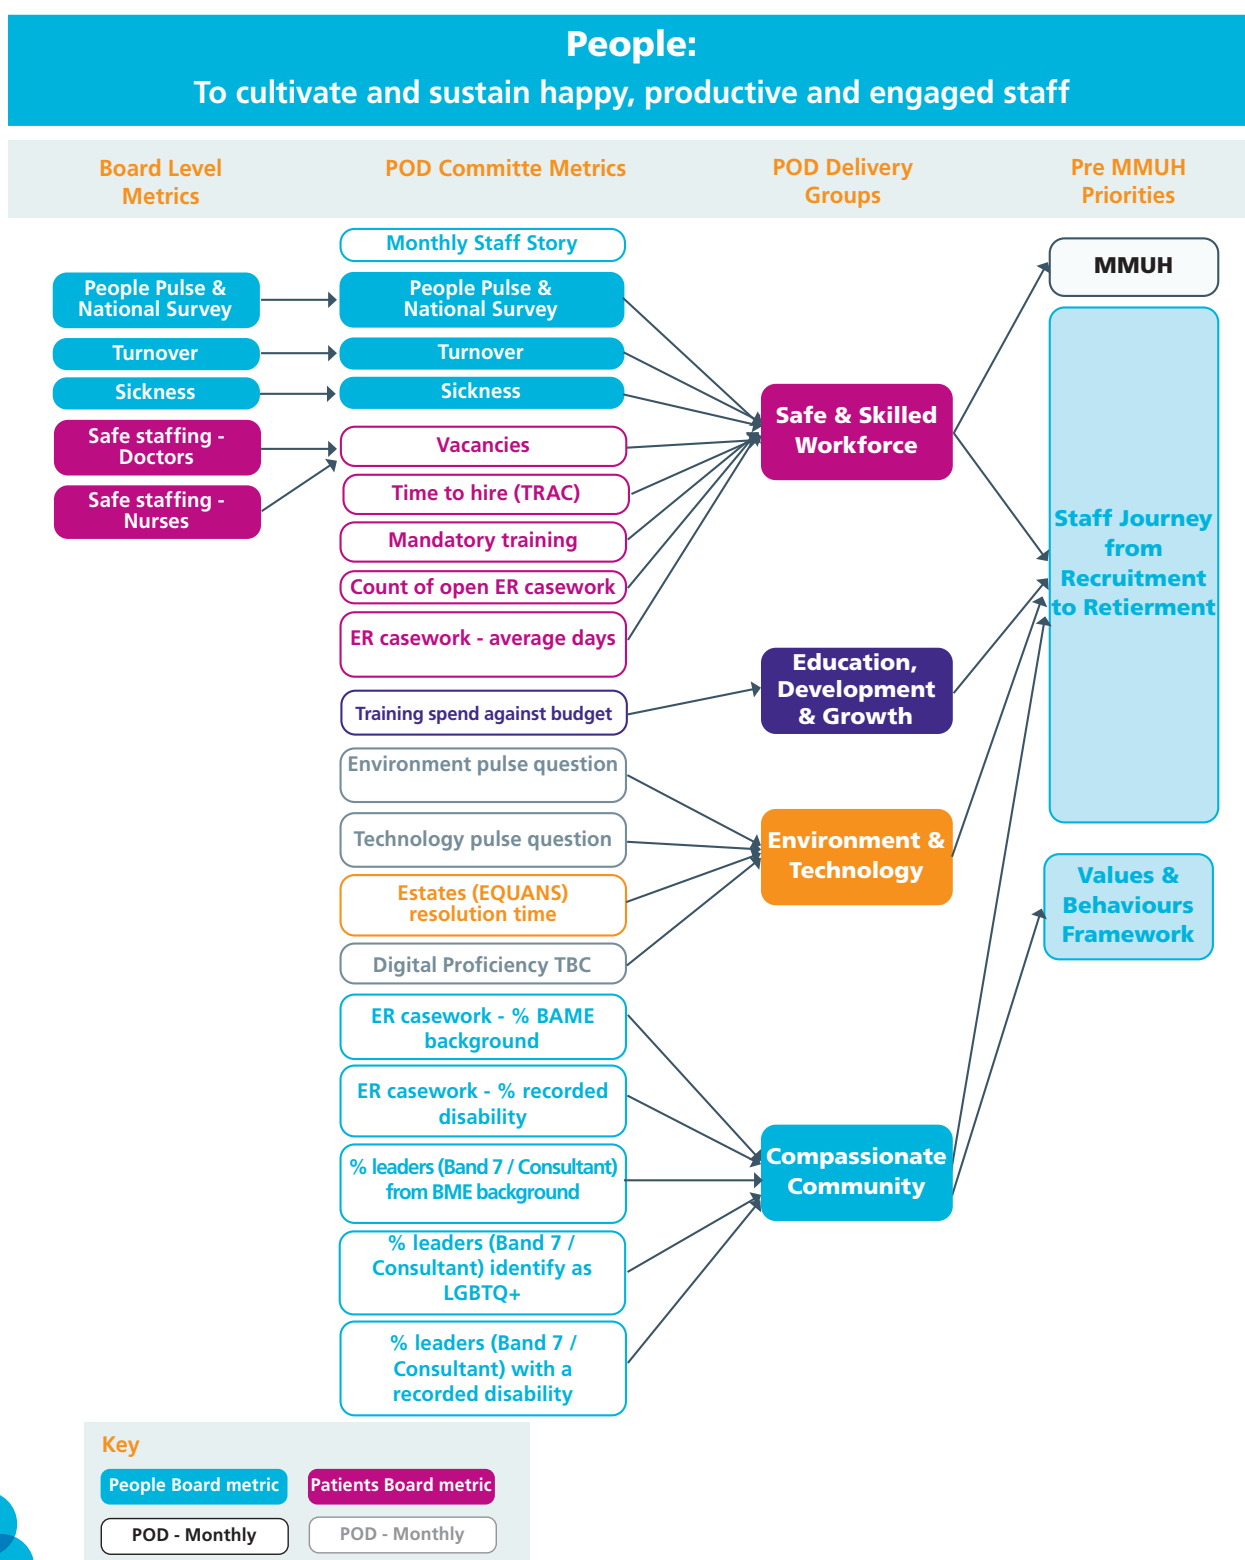 People:
To cultivate and sustain happy, productive and engaged staff
Board Level
Metrics
POD Committe Metrics
POD Delivery
Groups
Pre MMUH
Priorities
Monthly Staff Story
People Pulse &
National Survey
Turnover
Sickness
Safe staffing -
Doctors
Safe staffing -
Nurses
People Pulse &
National Survey
Turnover
Sickness
Vacancies
Time to hire (TRAC)
Mandatory training
Count of open ER casework
ER casework - average days
Training spend against budget
Environment pulse question
Technology pulse question
Estates (EQUANS)
resolution time
Digital Proficiency TBC
ER casework - % BAME
background
ER casework - % recorded
disability
% leaders (Band 7 / Consultant)
from BME background
% leaders (Band 7 /
Consultant) identify as
LGBTQ+
% leaders (Band 7 /
Consultant) with a
recorded disability
Safe & Skilled
Workforce
Education,
Development
& Growth
Environment &
Technology
Compassionate
Community
MMUH
Staff Journey
from
Recruitment
to Retierment
Values &
Behaviours
Framework
Key
People Board metric
Patients Board metric
POD - Monthly
POD - Monthly